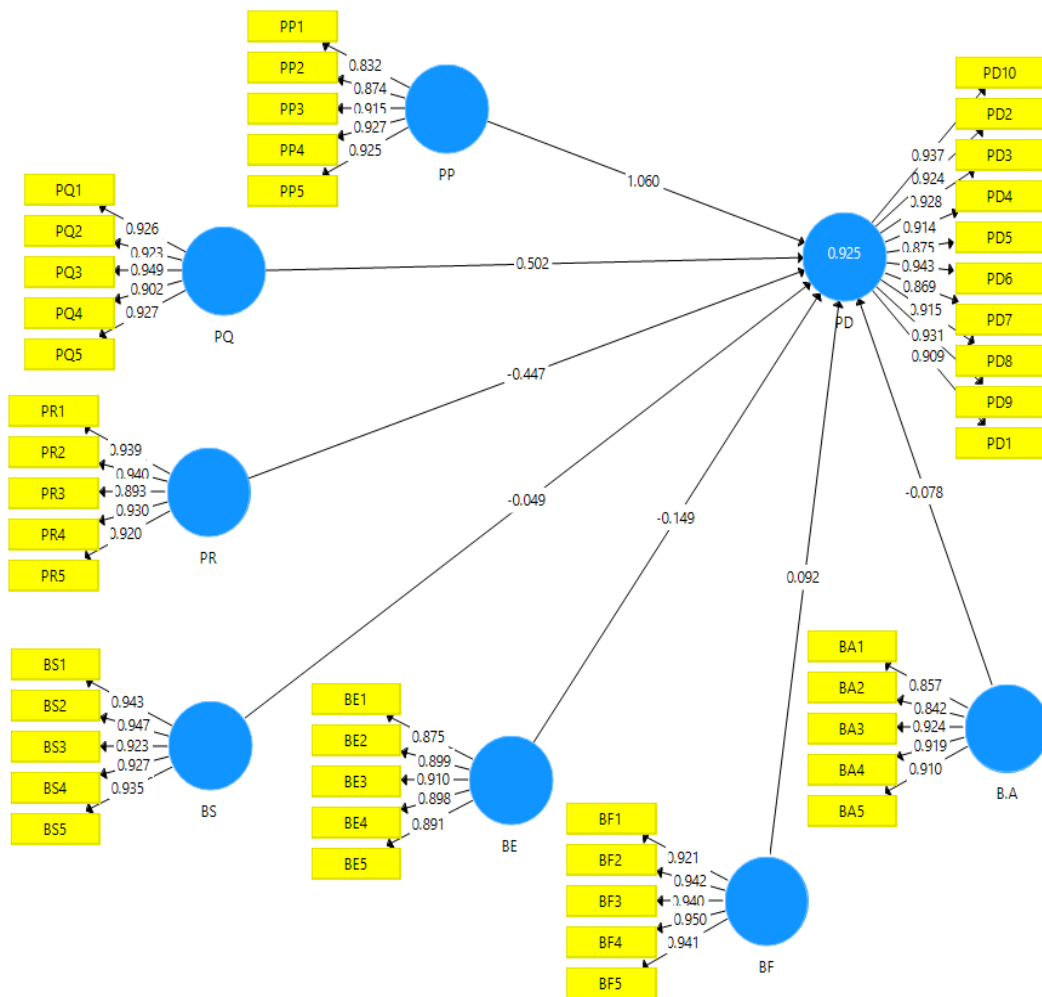 PP1
PP2
PP3
PP4
PP5
0.832
0.874
0.915
0.927
0.925
PP
1.060
PQ1
PQ2
PQ3
PQ4
PQ5
0.926
0.923
0.949
0.902
0.927
PQ
0.502
PR1
PR2
PR3
PR4
PR5
0.939
0.940
0.893
0.930
0.920
PR
-0.447
BS1
BS2
BS3
BS4
BS5
0.943
0.947
0.923
0.927
0.935
BS
-0.049
BE1
BE2
BE3
BE4
BE5
0.875
0.899
0.910
0.898
0.891
BE
-0.149
BF1
BF2
BF3
BF4
BF5
0.921
0.942
0.940
0.950
0.941
BF
0.092
BA1
BA2
BA3
BA4
BA5
0.857
0.842
0.924
0.919
0.910
B.A
-0.078
0.925
PD
0.937
0.924
0.928
0.914
0.875
0.943
0.869
0.915
0.931
0.909
PD10
PD2
PD3
PD4
PD5
PD6
PD7
PD8
PD9
PD1